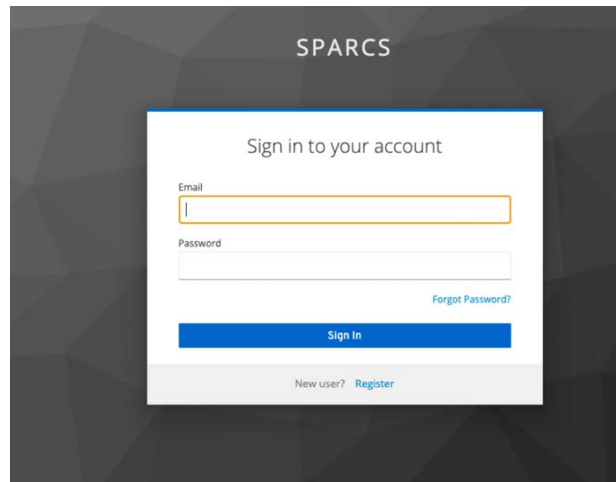 SPARCS
Sign in to your account
Email
Password
Forgot Password?
Sign In
New user? Register